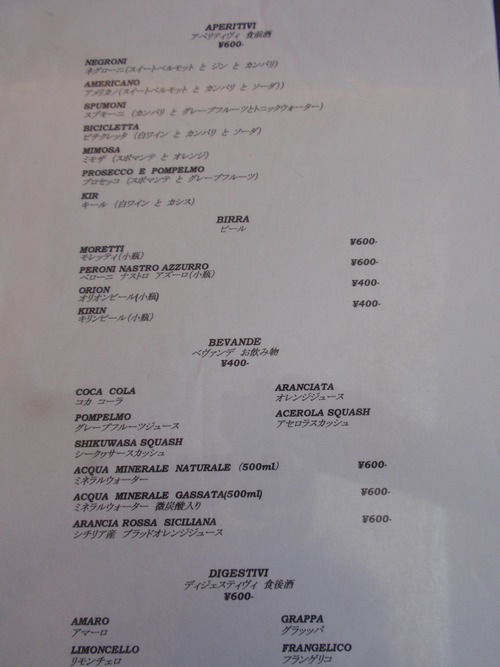 APERITIVI
アペリティヴィ 食前酒
¥600-
NEGRONI
ネグローニ(スイートベルモット と ジン と カンパリ)
AMERICANO
アメリカノ(スイートベルモット と カンパリ と ソーダ))
SPUMONI
スプモーニ (カンパリ と グレープフルーツとトニックウォーター)
BICICLETTA
ビチクレッタ (白ワイン と カンパリ と ソーダ)
MIMOSA
ミモザ (スポマンテ と オレンジ)
PROSECCO E POMPELMO
プロセッコ (スポマンテ と グレープフルーツ)
KIR
キール (白ワイン と カシス)
BIRRA
ビール
MORETTI ¥600-
モレッティ(小瓶)
PERONI NASTRO AZZURRO ¥600-
ペローニ ナストロ アズーロ(小瓶)
ORION ¥400-
オリオンビール(小瓶)
KIRIN ¥400-
キリンビール(小瓶)
BEVANDE
ベヴァンデ お飲み物
¥400-
COCA COLA ARANCIATA
コカ コーラ オレンジジュース
POMPELMO ACEROLA SQUASH
グレープフルーツジュース アセロラスカッシュ
SHIKUWASA SQUASH
シークヮサースカッシュ
ACQUA MINERALE NATURALE (500ml) ¥600-
ミネラルウォーター
ACQUA MINERALE GASSATA(500ml) ¥600-
ミネラルウォーター 微炭酸入り
ARANCIA ROSSA SICILIANA ¥600-
シチリア産 ブラッドオレンジジュース
DIGESTIVI
ディジェスティヴィ 食後酒
¥600-
AMARO GRAPPA
アマーロ グラッパ
LIMONCELLO FRANGELICO
リモンチェロ フランゲリコ